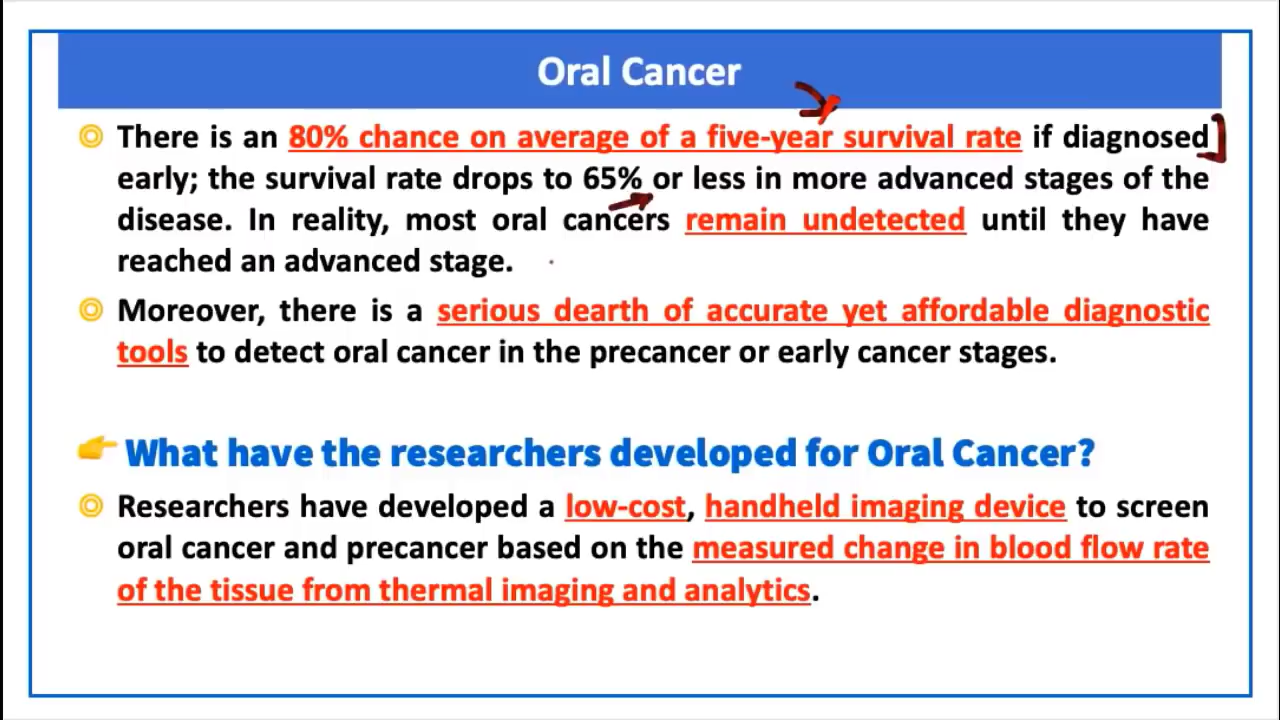 Oral Cancer
There is an 80% chance on average of a five-year survival rate if diagnosed
early; the survival rate drops to 65% or less in more advanced stages of the
disease. In reality, most oral cancers remain undetected until they have
reached an advanced stage.
Moreover, there is a serious dearth of accurate yet affordable diagnostic
tools to detect oral cancer in the precancer or early cancer stages.
What have the researchers developed for Oral Cancer?
Researchers have developed a low-cost, handheld imaging device to screen
oral cancer and precancer based on the measured change in blood flow rate
of the tissue from thermal imaging and analytics.